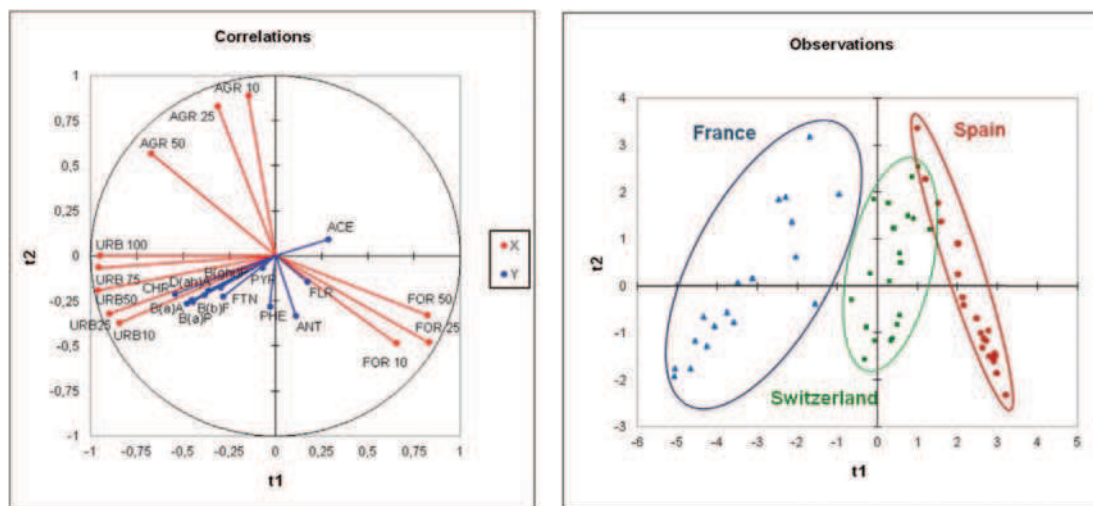 Correlations
1
AGR 10
AGR 25
0,75
AGR 50
0,5
0,25
ACE
URB 100
0
t2
URB 75
D(ah)A
PYR
CHR
FLR
URB50
-0,25
B(a)A
B(b)F
FTN
FOR 50
URB25
B(a)P
PHE
ANT
FOR 25
URB10
FOR 10
-0,5
-0,75
-1
-1 -0,75 -0,5 -0,25 0 0,25 0,5 0,75 1
t1
X
Y
Observations
4
France
Spain
3
2
1
t2
0
-1
-2
Switzerland
-3
-6 -5 -4 -3 -2 -1 0 1 2 3 4 5
t1